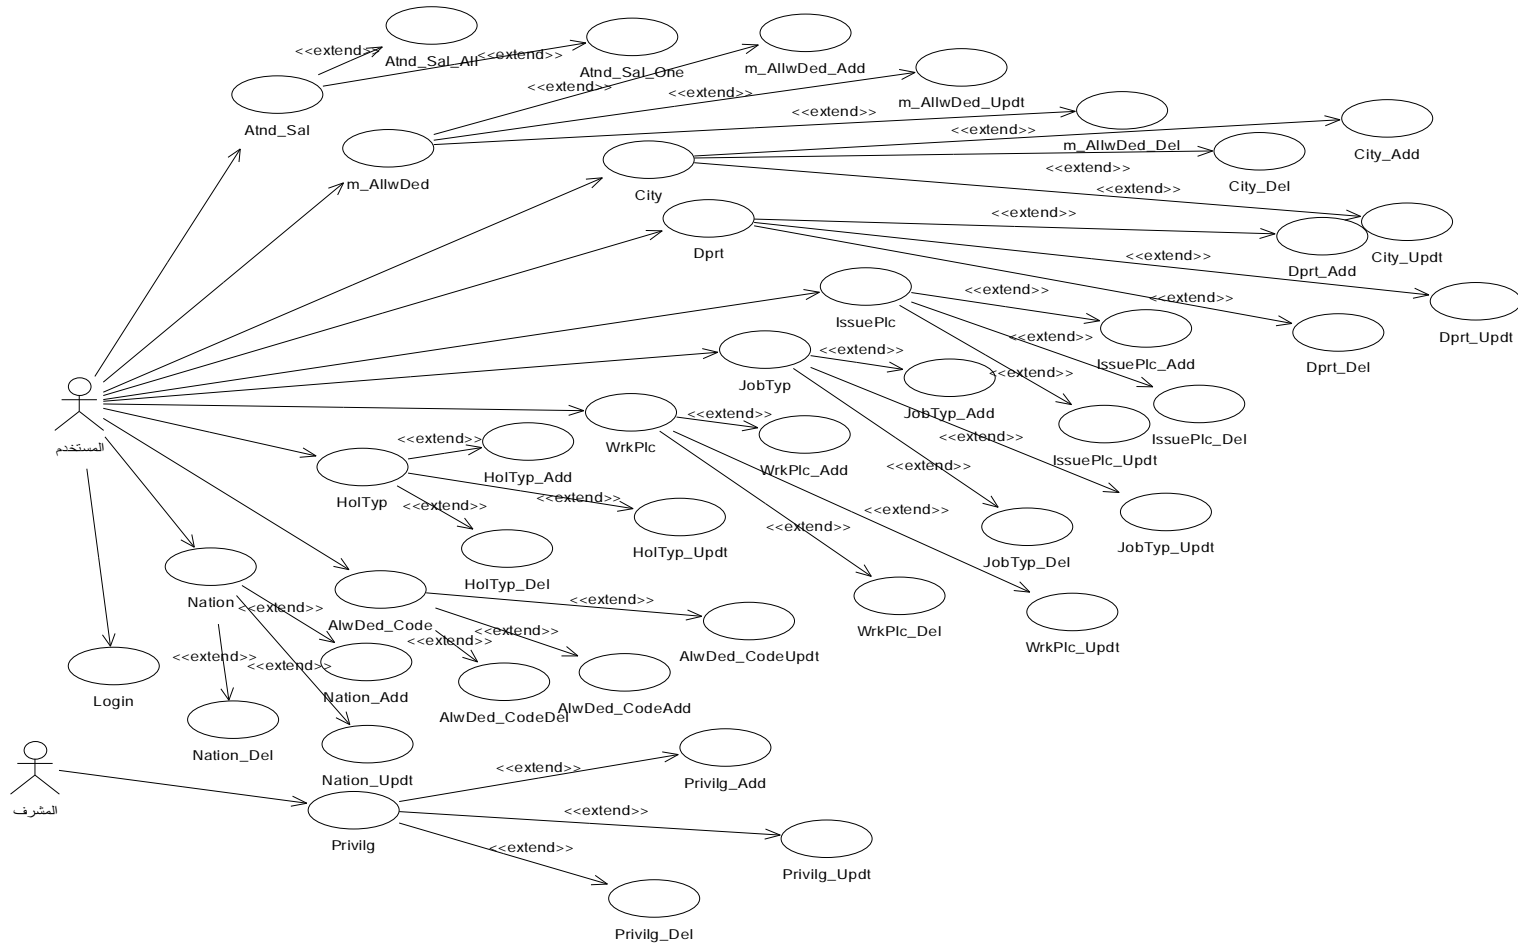 <<extend>>
Atnd_Sal_All
<<extend>>
Atnd_Sal_One
m_AllwDed_Add
<<extend>>
<<extend>>
m_AllwDed_Updt
<<extend>>
Atnd_Sal
<<extend>>
m_AllwDed_Del
City_Add
<<extend>>
m_AllwDed
City
City_Del
<<extend>>
<<extend>>
Dprt
<<extend>>
Dprt_Add
City_Updt
<<extend>>
<<extend>>
IssuePlc
Dprt_Updt
<<extend>>
IssuePlc_Add
Dprt_Del
<<extend>>
<<extend>>
JobTyp
JobTyp_Add
<<extend>>
<<extend>>
IssuePlc_Del
WrkPlc
<<extend>>
IssuePlc_Updt
المستخدم
<<extend>>
HolTyp_Add
WrkPlc_Add
<<extend>>
HolTyp
<<extend>>
<<extend>>
<<extend>>
<<extend>>
HolTyp_Updt
JobTyp_Updt
JobTyp_Del
HolTyp_Del
Nation
<<extend>>
<<extend>>
AlwDed_Code
<<extend>>
<<extend>>
WrkPlc_Del
WrkPlc_Updt
<<extend>>
<<extend>>
AlwDed_CodeUpdt
Login
Nation_Add
AlwDed_CodeDel
AlwDed_CodeAdd
Nation_Del
Nation_Updt
<<extend>>
Privilg_Add
المشرف
<<extend>>
Privilg
<<extend>>
Privilg_Updt
Privilg_Del